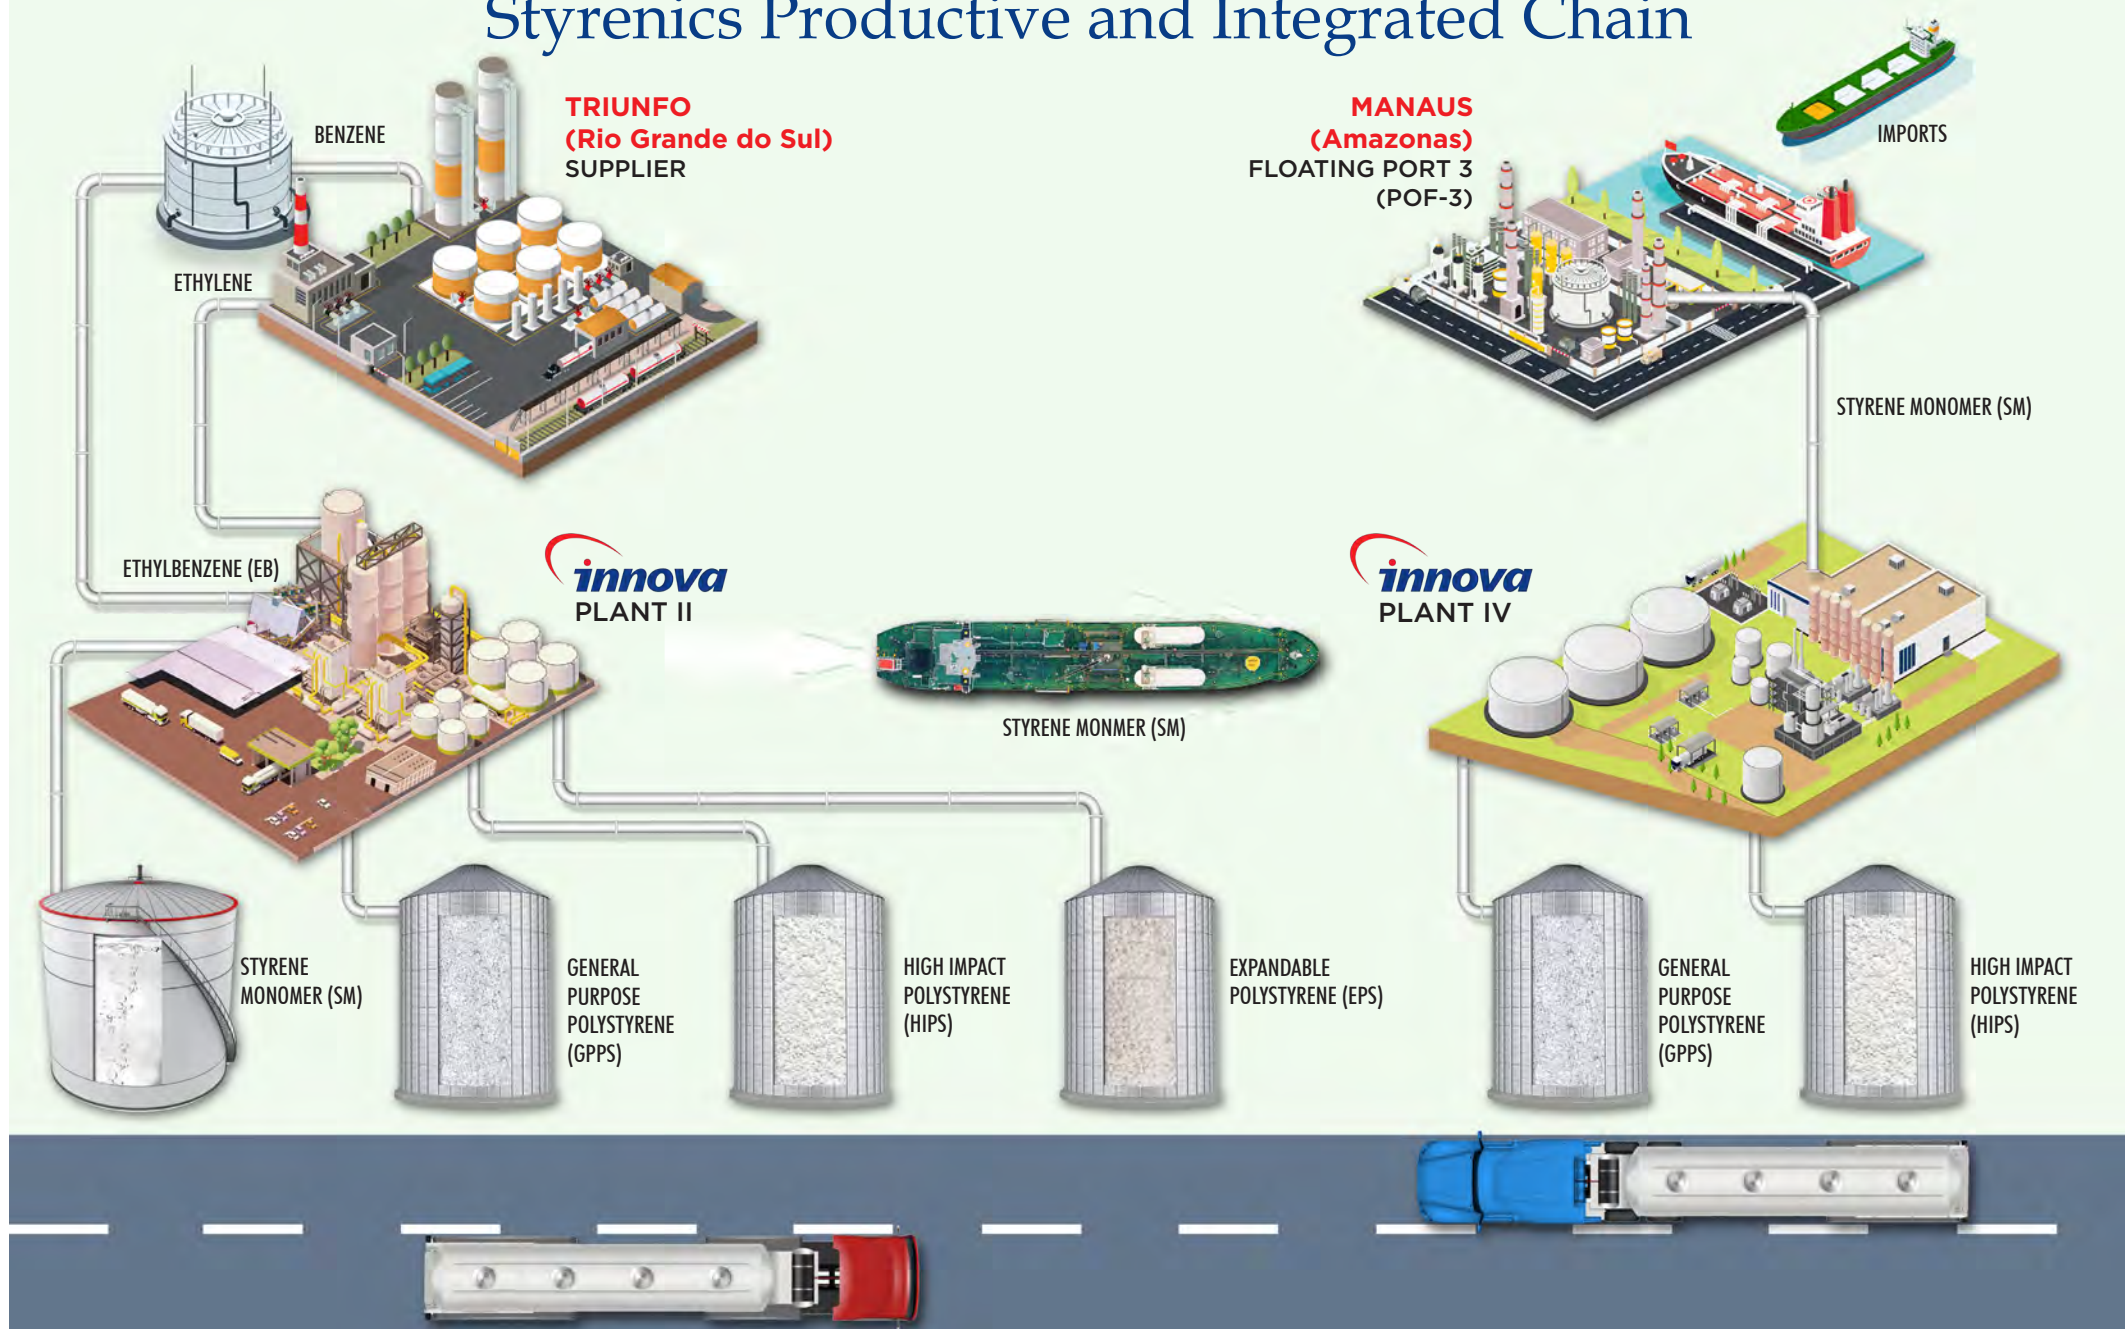 Styrenics Productive and Integrated Chain
BENZENE
TRIUNFO
(Rio Grande do Sul)
SUPPLIER
MANAUS
(Amazonas)
FLOATING PORT 3
(POF-3)
IMPORTS
ETHYLENE
STYRENE MONOMER (SM)
ETHYLBENZENE (EB)
innova
PLANT II
innova
PLANT IV
STYRENE MONMER (SM)
STYRENE
MONOMER (SM)
GENERAL
PURPOSE
POLYSTYRENE
(GPPS)
HIGH IMPACT
POLYSTYRENE
(HIPS)
EXPANDABLE
POLYSTYRENE (EPS)
GENERAL
PURPOSE
POLYSTYRENE
(GPPS)
HIGH IMPACT
POLYSTYRENE
(HIPS)